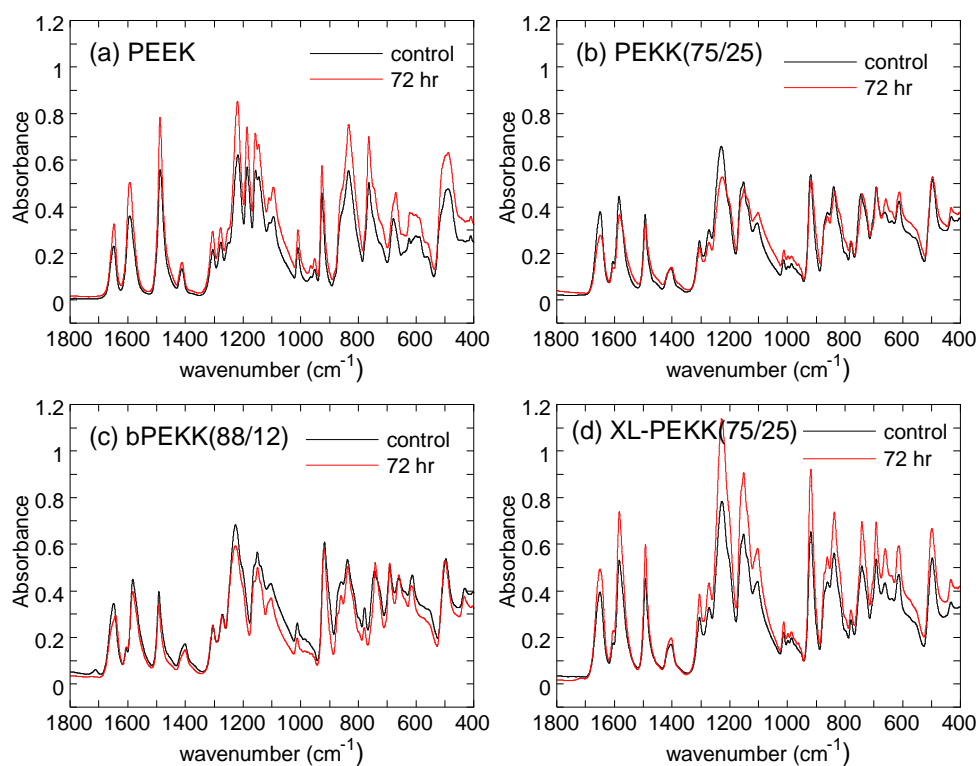 (a) PEEK
control
72 hr
Absorbance
1.2
1
0.8
0.6
0.4
0.2
0
1800 1600 1400 1200 1000 800 600 400
wavenumber (cm-1)
(b) PEKK(75/25)
control
72 hr
Absorbance
1.2
1
0.8
0.6
0.4
0.2
0
1800 1600 1400 1200 1000 800 600 400
wavenumber (cm-1)
(c) bPEKK(88/12)
control
72 hr
Absorbance
1.2
1
0.8
0.6
0.4
0.2
0
1800 1600 1400 1200 1000 800 600 400
wavenumber (cm-1)
(d) XL-PEKK(75/25)
control
72 hr
Absorbance
1.2
1
0.8
0.6
0.4
0.2
0
1800 1600 1400 1200 1000 800 600 400
wavenumber (cm-1)